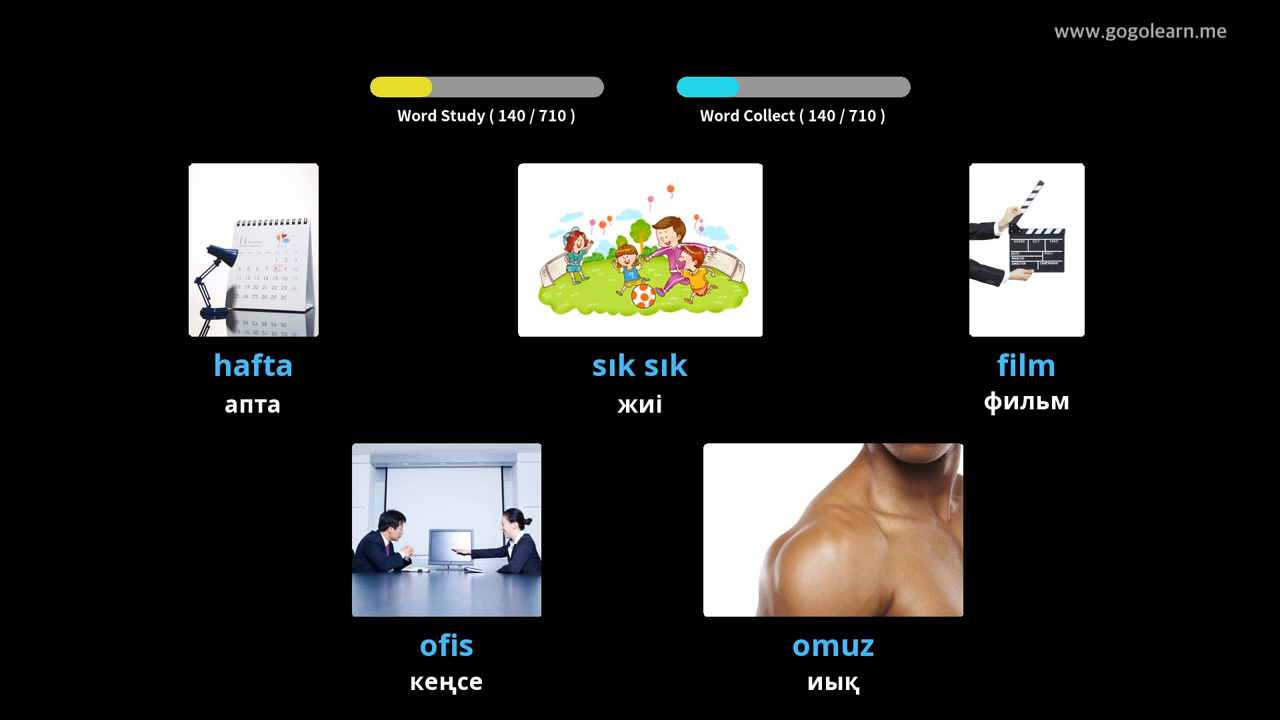 www.gogolearn.me
Word Study ( 140 / 710 )
Word Collect ( 140 / 710 )
hafta
апта
sık sık
жиі
film
фильм
ofis
кеңсе
omuz
иық